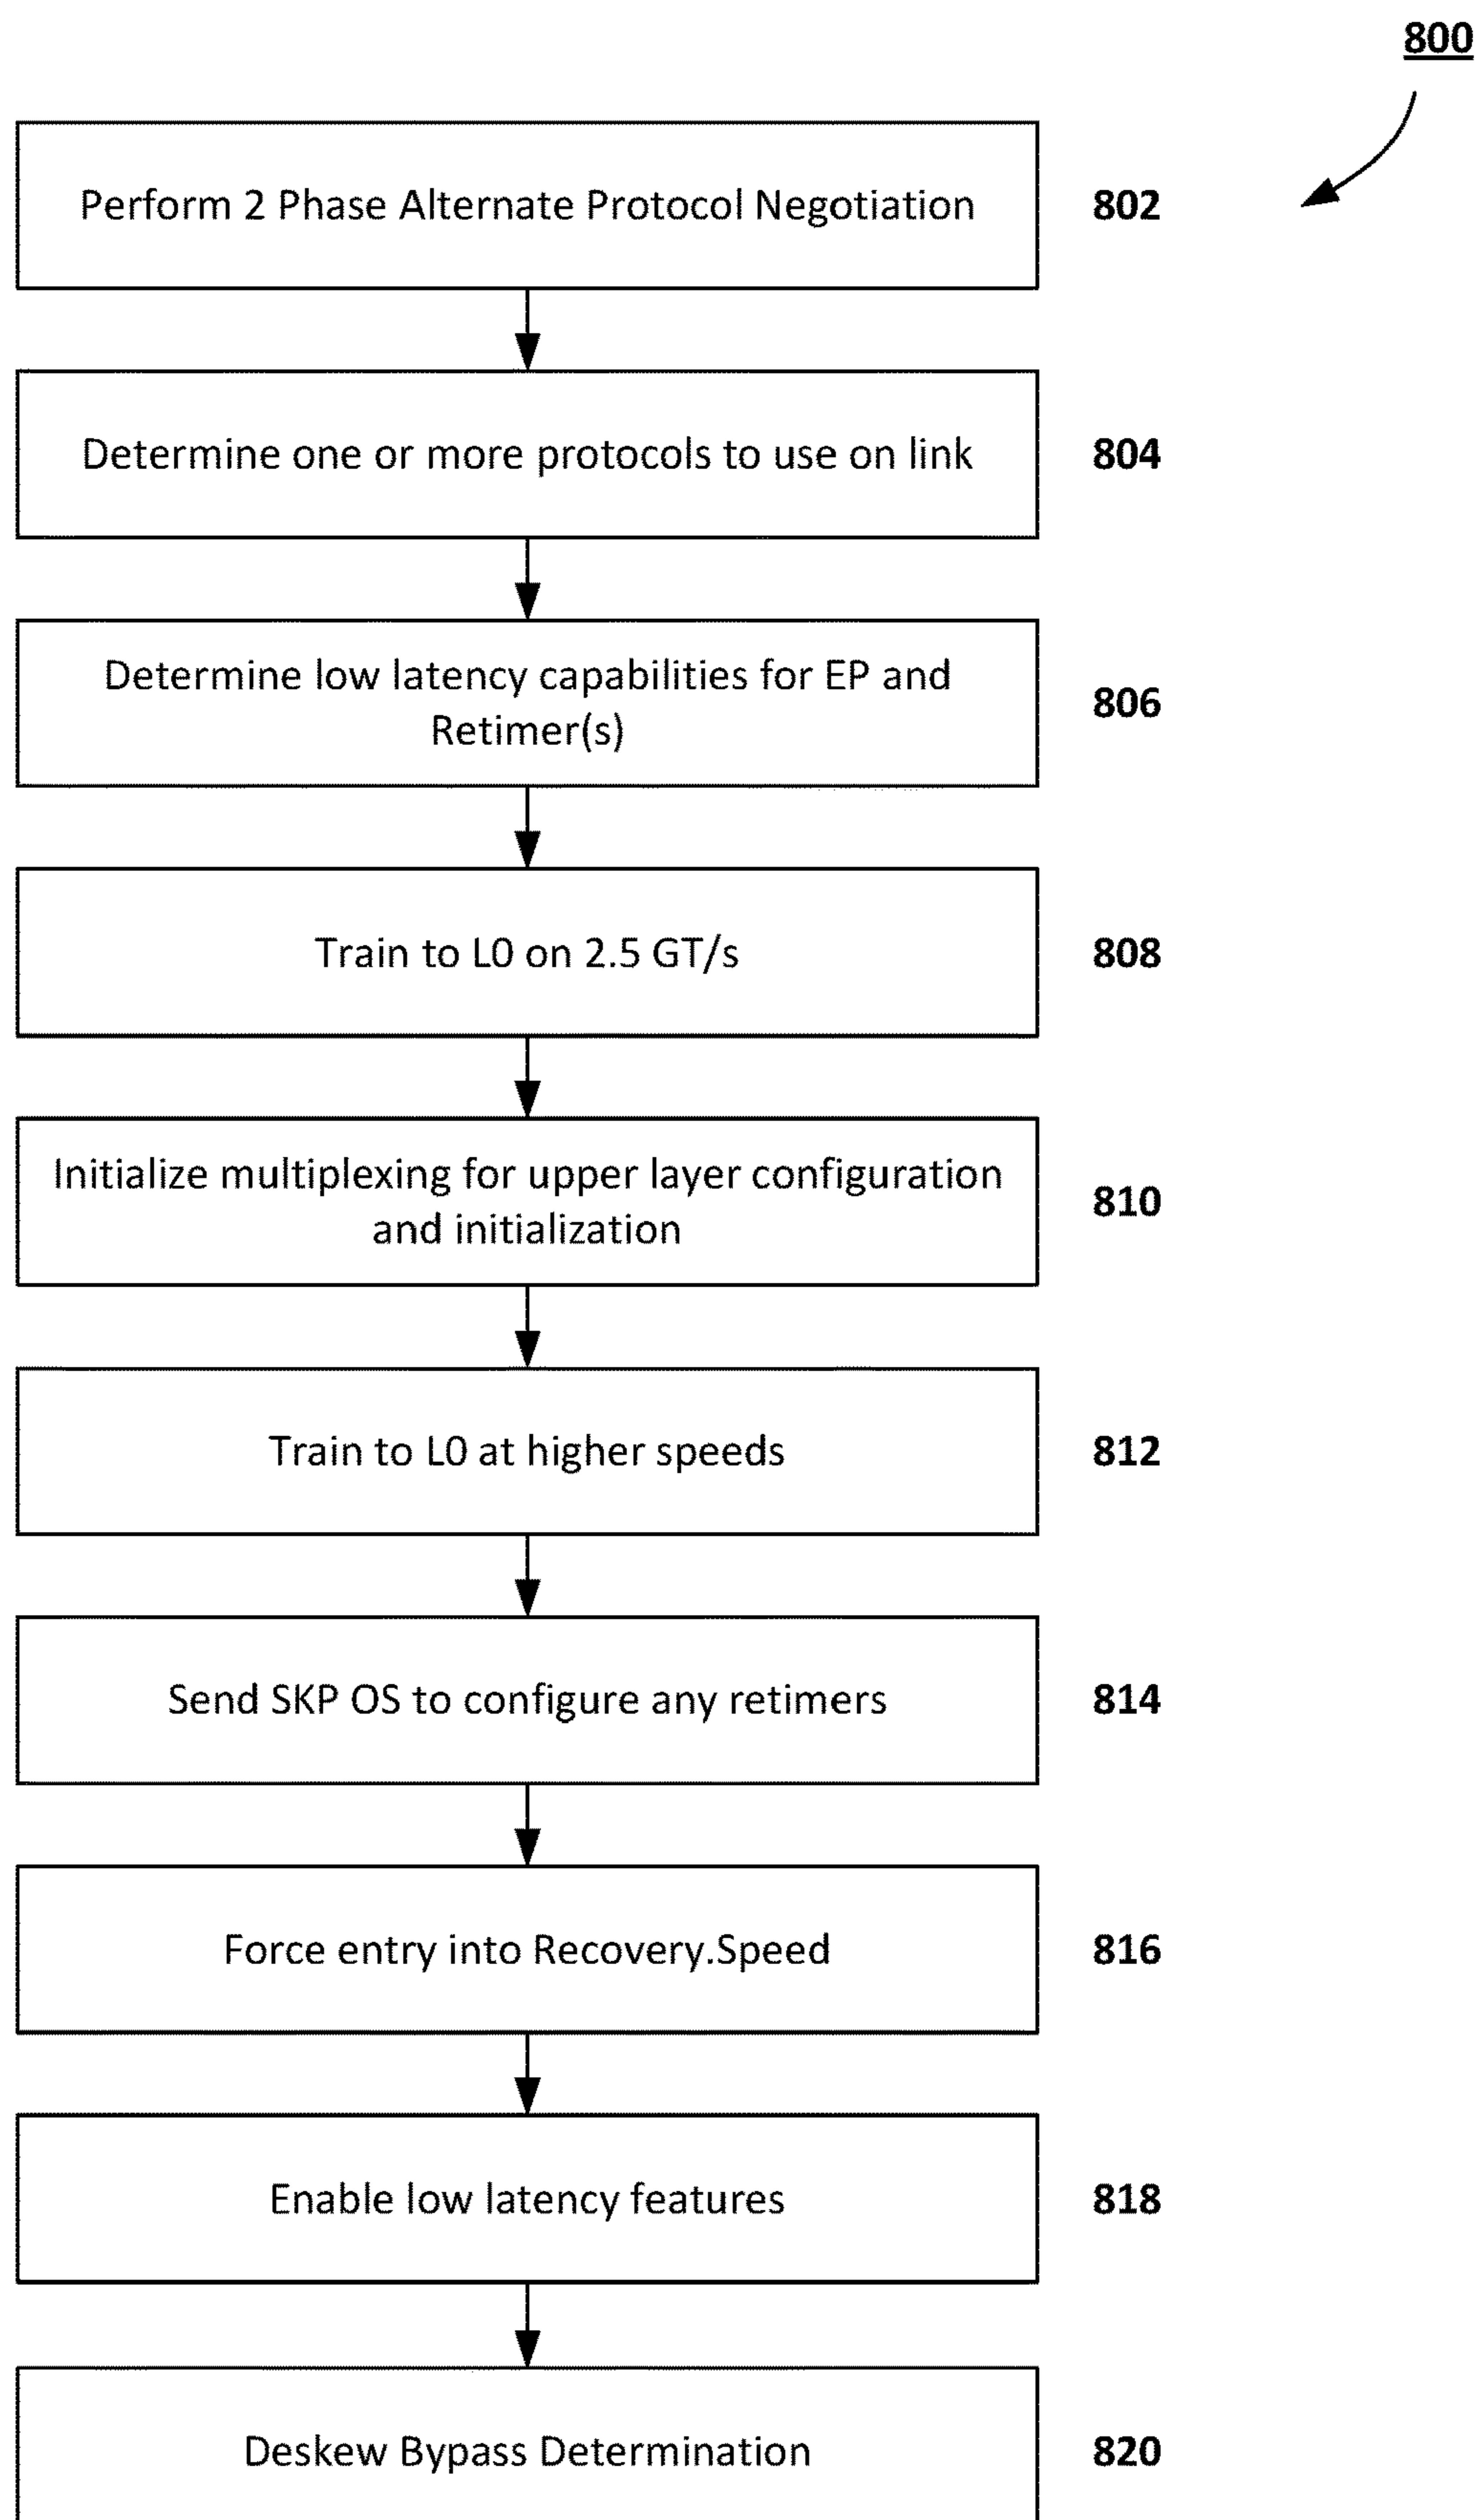 800
Perform 2 Phase Alternate Protocol Negotiation
802
Determine one or more protocols to use on link
804
Determine low latency capabilities for EP and
Retimer(s)
806
Train to L0 on 2.5 GT/s
808
Initialize multiplexing for upper layer configuration
and initialization
810
Train to L0 at higher speeds
812
Send SKP OS to configure any retimers
814
Force entry into Recovery.Speed
816
Enable low latency features
818
Deskew Bypass Determination
820